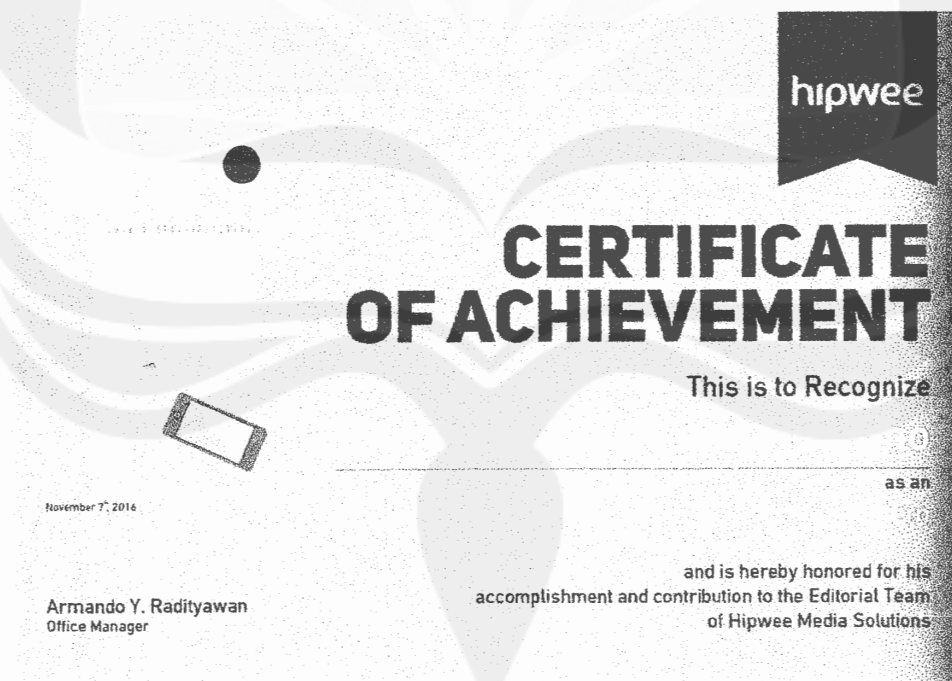 hipwee
CERTIFICATE
OF ACHIEVEMENT
This is to Recognize
as an
November 7th, 2016
and is hereby honored for his
accomplishment and contribution to the Editorial Team
of Hipwee Media Solutions
Armando Y. Radityawan
Office Manager